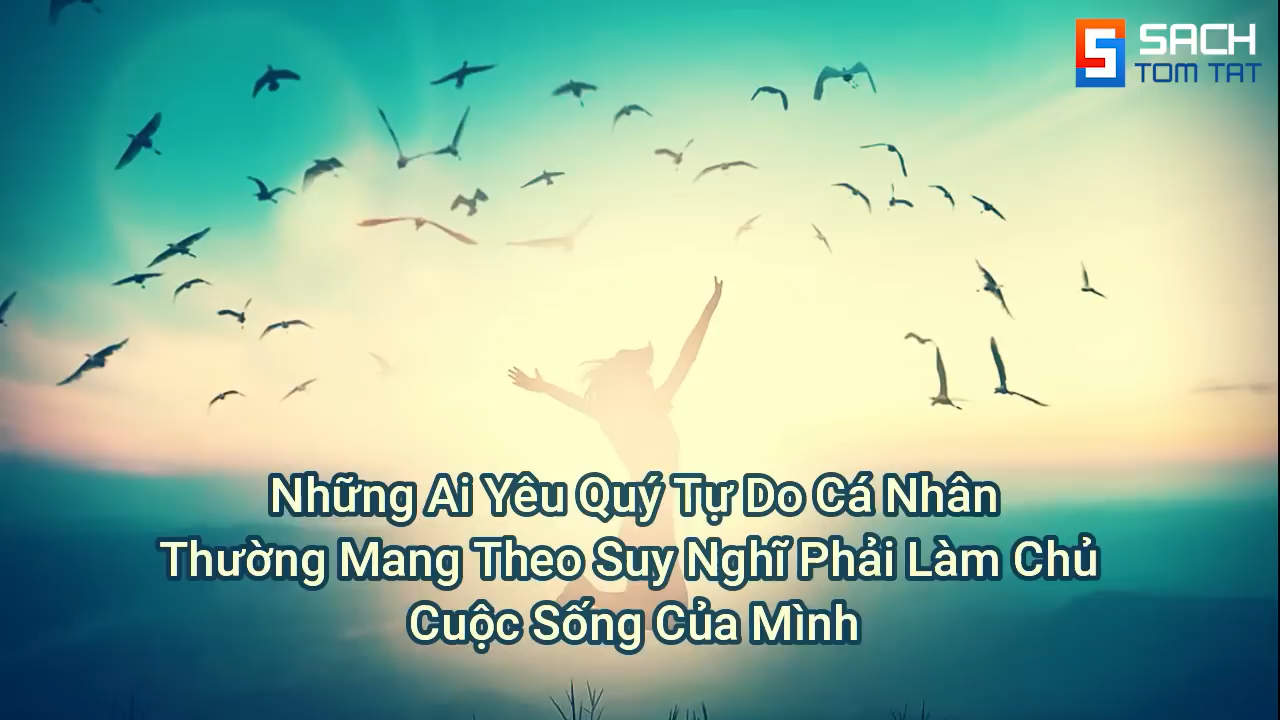 SACH
TOM TAT
Những Ai Yêu Quý Tự Do Cá Nhân
Thường Mang Theo Suy Nghĩ Phải Làm Chủ
Cuộc Sống Của Mình